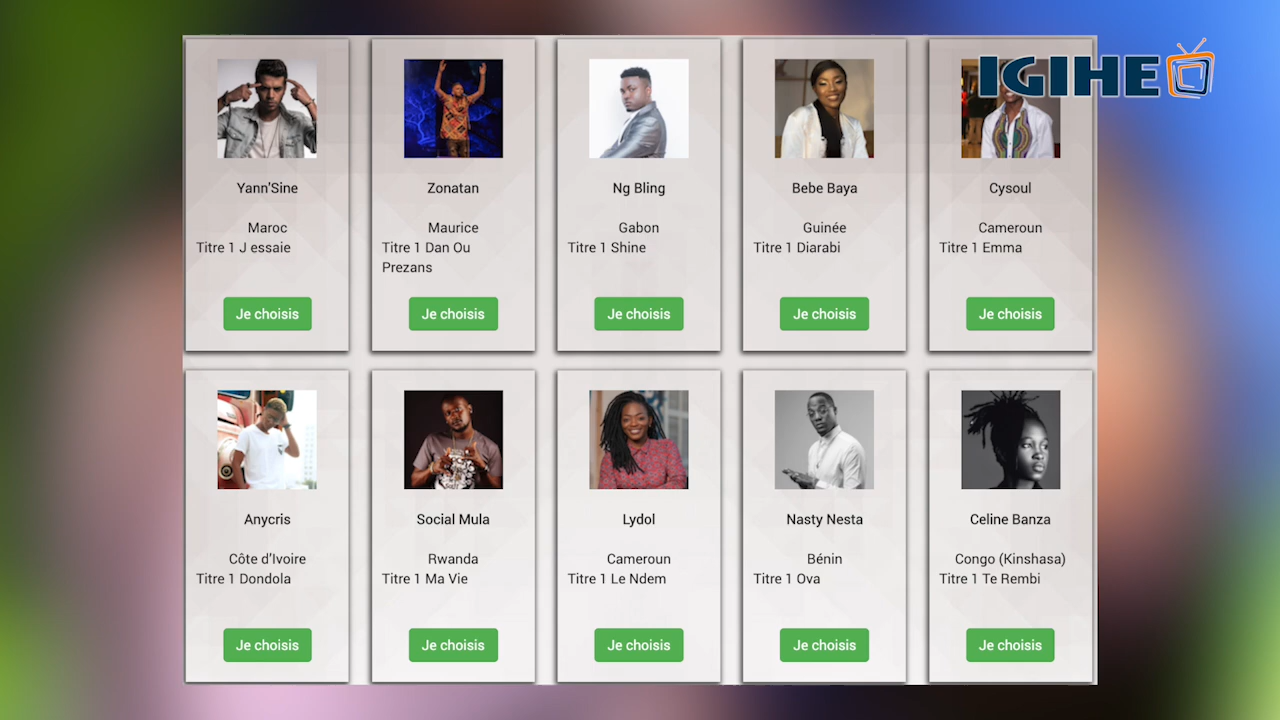 IGIHE
Yann'Sine
Maroc
Titre 1 J essaie
Je choisis
Zonatan
Maurice
Titre 1 Dan Ou
Prezans
Je choisis
Ng Bling
Gabon
Titre 1 Shine
Je choisis
Bebe Baya
Guinée
Titre 1 Diarabi
Je choisis
Cysoul
Cameroun
Titre 1 Emma
Je choisis
Anycris
Côte d'Ivoire
Titre 1 Dondola
Je choisis
Social Mula
Rwanda
Titre 1 Ma Vie
Je choisis
Lydol
Cameroun
Titre 1 Le Ndem
Je choisis
Nasty Nesta
Bénin
Titre 1 Ova
Je choisis
Celine Banza
Congo (Kinshasa)
Titre 1 Te Rembi
Je choisis